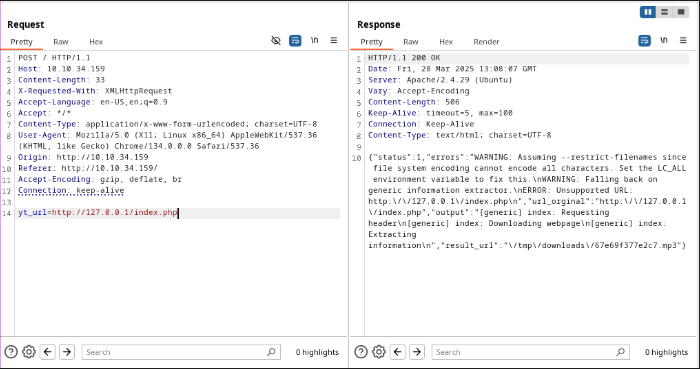 Request
Pretty Raw Hex
\n
1 POST / HTTP/1.1
2 Host: 10.10.34.159
3 Content-Length: 33
4 X-Requested-With: XMLHttpRequest
5 Accept-Language: en-US,en;q=0.9
6 Accept: */*
7 Content-Type: application/x-www-form-urlencoded; charset=UTF-8
8 User-Agent: Mozilla/5.0 (X11; Linux x86_64) AppleWebKit/537.36
(KHTML, like Gecko) Chrome/134.0.0.0 Safari/537.36
9 Origin: http://10.10.34.159
10 Referer: http://10.10.34.159/
11 Accept-Encoding: gzip, deflate, br
12 Connection: keep-alive
13
14 yt_url=http://127.0.0.1/index.php
Search
0 highlights
Response
Pretty Raw Hex Render
\n
1 HTTP/1.1 200 OK
2 Date: Fri, 28 Mar 2025 13:08:07 GMT
3 Server: Apache/2.4.29 (Ubuntu)
4 Vary: Accept-Encoding
5 Content-Length: 506
6 Keep-Alive: timeout=5, max=100
7 Connection: Keep-Alive
8 Content-Type: text/html; charset=UTF-8
9
10 {"status":1,"errors":"WARNING: Assuming --restrict-filenames since
file system encoding cannot encode all characters. Set the LC_ALL
environment variable to fix this.\nWARNING: Falling back on
generic information extractor.\nERROR: Unsupported URL:
http:\/\/127.0.0.1\/index.php\n","url_orginal":"http:\/\/127.0.0.1
\/index.php","output":"[generic] index: Requesting
header\n[generic] index: Downloading webpage\n[generic] index:
Extracting
information\n","result_url":"\/tmp\/downloads\/67e69f377e2c7.mp3"}
Search
0 highlights